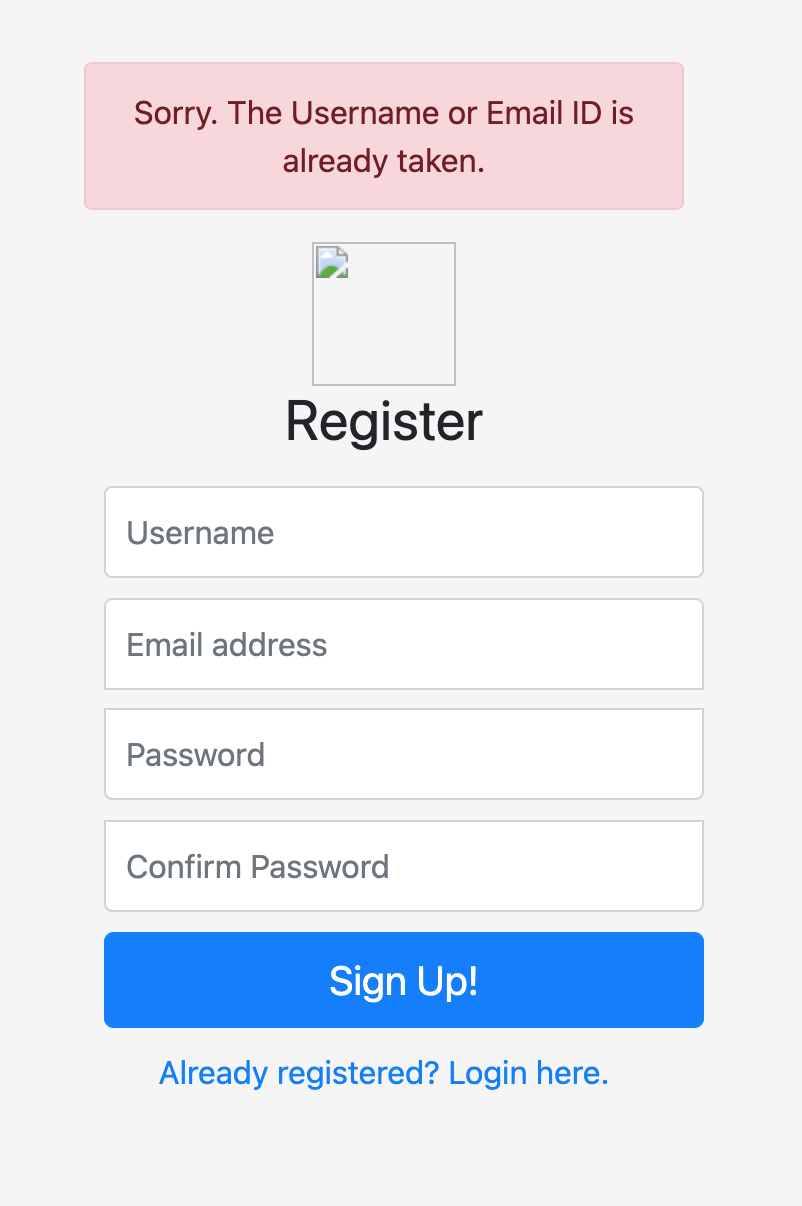 Sorry. The Username or Email ID is
already taken.
Register
Username
Email address
Password
Confirm Password
Sign Up!
Already registered? Login here.